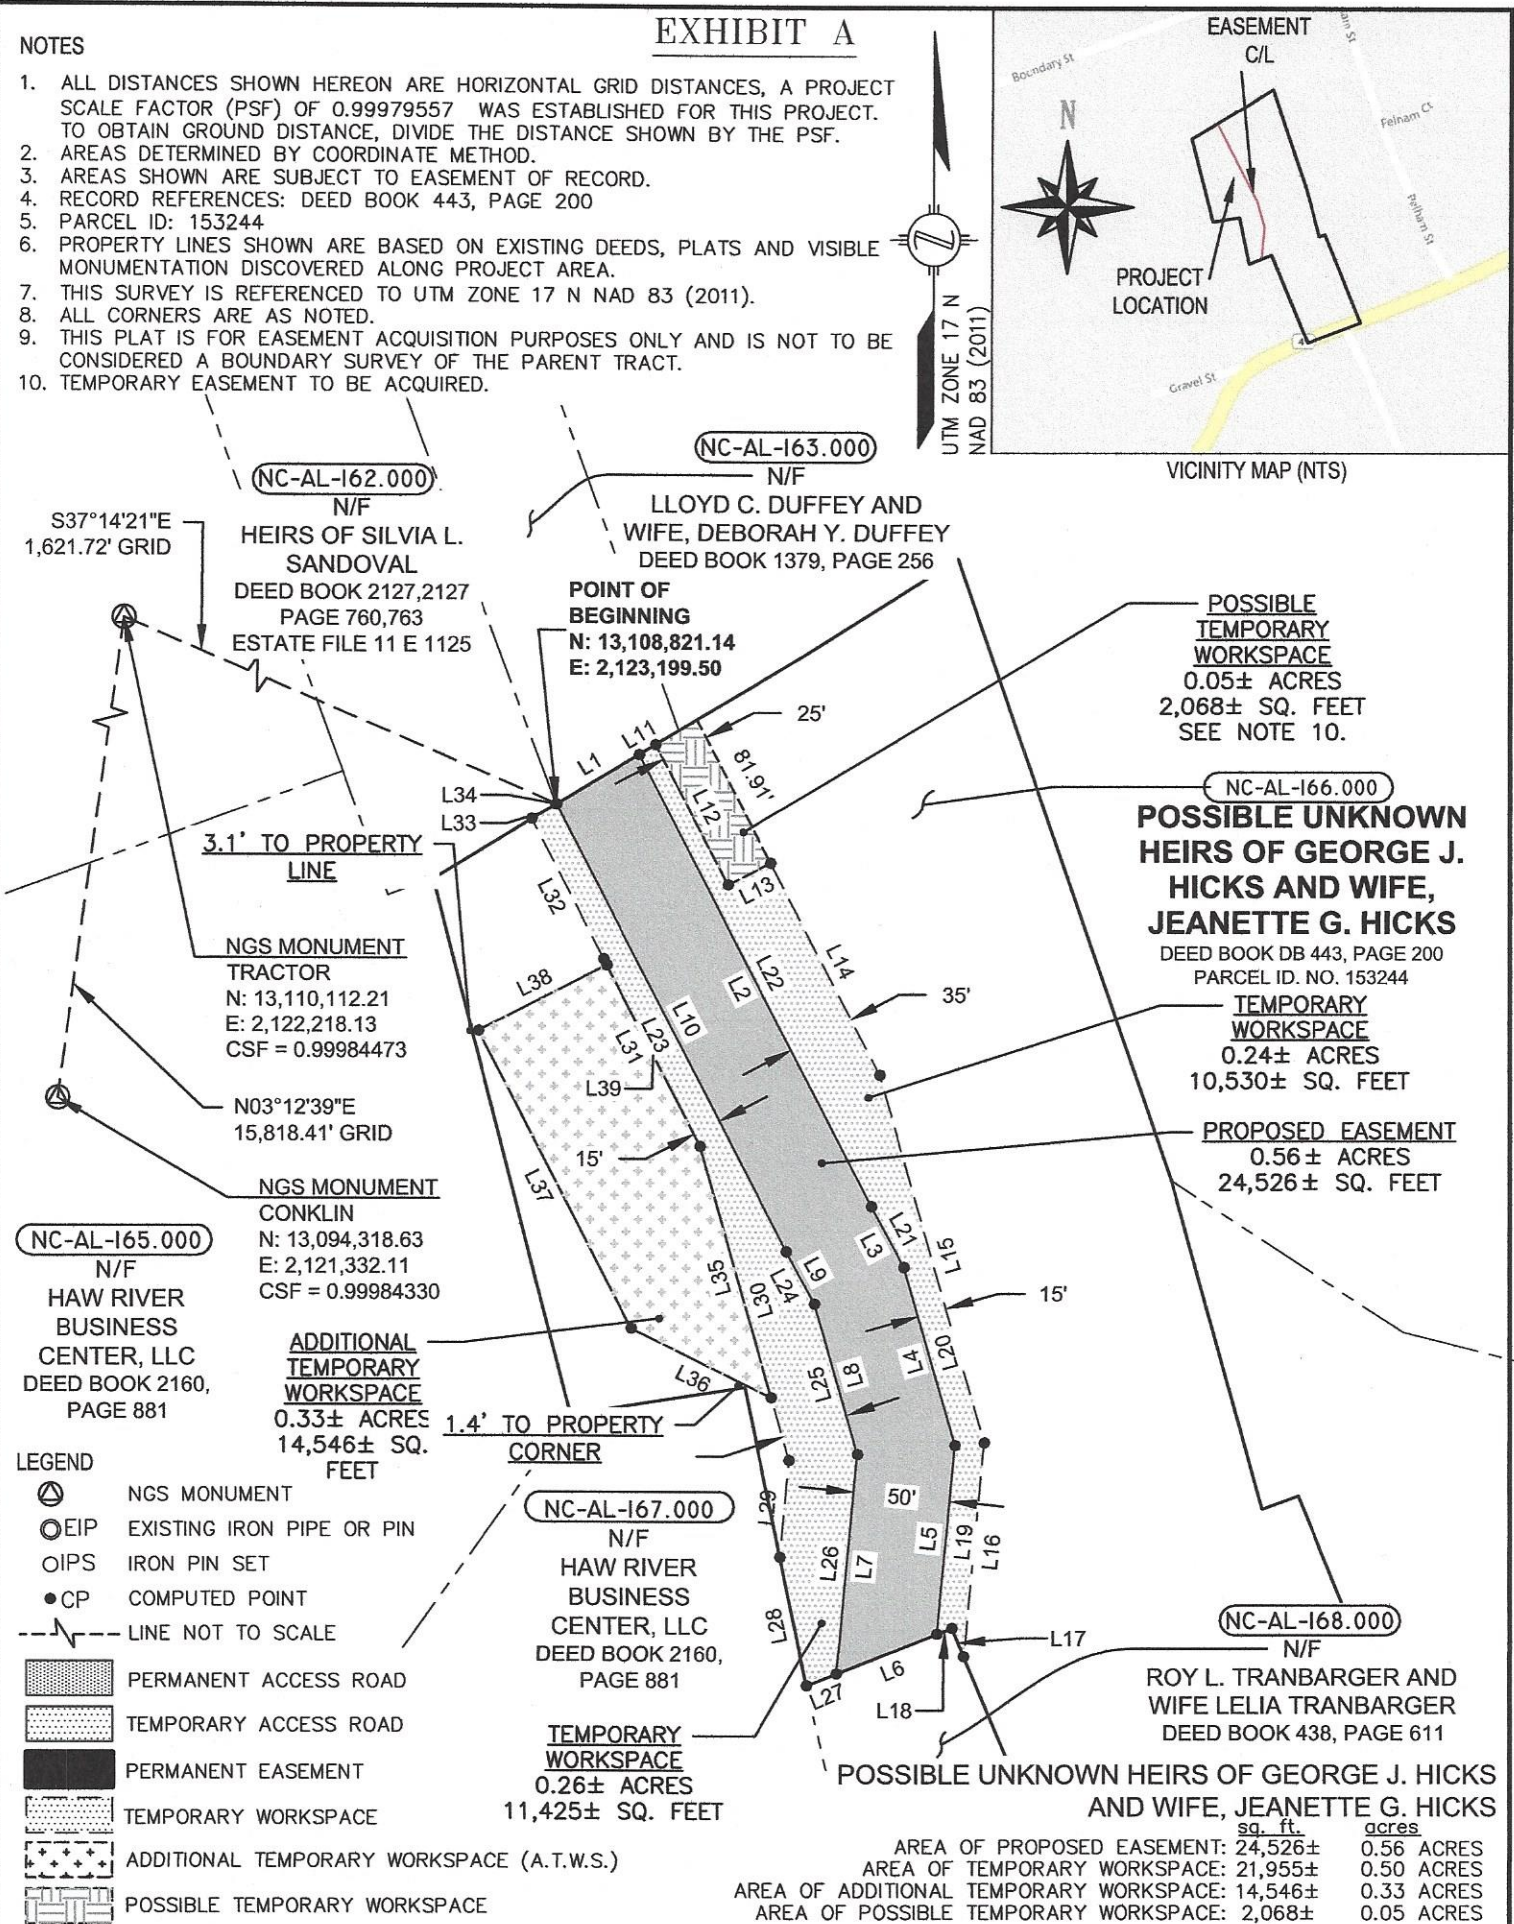 EXHIBIT A
NOTES
1. ALL DISTANCES SHOWN HEREON ARE HORIZONTAL GRID DISTANCES, A PROJECT
SCALE FACTOR (PSF) OF 0.99979557 WAS ESTABLISHED FOR THIS PROJECT.
TO OBTAIN GROUND DISTANCE, DIVIDE THE DISTANCE SHOWN BY THE PSF.
2. AREAS DETERMINED BY COORDINATE METHOD.
3. AREAS SHOWN ARE SUBJECT TO EASEMENT OF RECORD.
4. RECORD REFERENCES: DEED BOOK 443, PAGE 200
5. PARCEL ID: 153244
6. PROPERTY LINES SHOWN ARE BASED ON EXISTING DEEDS, PLATS AND VISIBLE
MONUMENTATION DISCOVERED ALONG PROJECT AREA.
7. THIS SURVEY IS REFERENCED TO UTM ZONE 17 N NAD 83 (2011).
8. ALL CORNERS ARE AS NOTED.
9. THIS PLAT IS FOR EASEMENT ACQUISITION PURPOSES ONLY AND IS NOT TO BE
CONSIDERED A BOUNDARY SURVEY OF THE PARENT TRACT.
10. TEMPORARY EASEMENT TO BE ACQUIRED.
N
UTM ZONE 17 N
NAD 83 (2011)
EASEMENT
C/L
Boundary St
N
Pelham St
PROJECT
LOCATION
4
Gravel St
VICINITY MAP (NTS)
NC-AL-162.000
N/F
HEIRS OF SILVIA L.
SANDOVAL
DEED BOOK 2127,2127
PAGE 760,763
ESTATE FILE 11 E 1125
NC-AL-163.000
N/F
LLOYD C. DUFFEY AND
WIFE, DEBORAH Y. DUFFEY
DEED BOOK 1379, PAGE 256
S37°14'21"E
1,621.72' GRID
POINT OF
BEGINNING
N: 13,108,821.14
E: 2,123,199.50
POSSIBLE
TEMPORARY
WORKSPACE
0.05± ACRES
2,068± SQ. FEET
SEE NOTE 10.
25'
81.91'
L1
L11
L12
L13
L34
L33
L32
3.1' TO PROPERTY
LINE
NC-AL-166.000
POSSIBLE UNKNOWN
HEIRS OF GEORGE J.
HICKS AND WIFE,
JEANETTE G. HICKS
DEED BOOK DB 443, PAGE 200
PARCEL ID. NO. 153244
NGS MONUMENT
TRACTOR
N: 13,110,112.21
E: 2,122,218.13
CSF = 0.99984473
L38
L14
L2
L22
L10
L23
L31
L39
35'
TEMPORARY
WORKSPACE
0.24± ACRES
10,530± SQ. FEET
N03°12'39"E
15,818.41' GRID
15'
L37
PROPOSED EASEMENT
0.56± ACRES
24,526± SQ. FEET
NGS MONUMENT
CONKLIN
N: 13,094,318.63
E: 2,121,332.11
CSF = 0.99984330
NC-AL-165.000
N/F
HAW RIVER
BUSINESS
CENTER, LLC
DEED BOOK 2160,
PAGE 881
L21
L3
L15
L9
L24
L35
L30
15'
L20
L4
L8
L25
L36
ADDITIONAL
TEMPORARY
WORKSPACE
0.33± ACRES
14,546± SQ.
FEET
1.4' TO PROPERTY
CORNER
NC-AL-167.000
N/F
HAW RIVER
BUSINESS
CENTER, LLC
DEED BOOK 2160,
PAGE 881
50'
L29
L26
L7
L5
L19
L16
L28
L27
L6
L18
L17
NC-AL-168.000
N/F
ROY L. TRANBARGER AND
WIFE LELIA TRANBARGER
DEED BOOK 438, PAGE 611
TEMPORARY
WORKSPACE
0.26± ACRES
11,425± SQ. FEET
LEGEND
NGS MONUMENT
EIP EXISTING IRON PIPE OR PIN
IPS IRON PIN SET
CP COMPUTED POINT
LINE NOT TO SCALE
PERMANENT ACCESS ROAD
TEMPORARY ACCESS ROAD
PERMANENT EASEMENT
TEMPORARY WORKSPACE
ADDITIONAL TEMPORARY WORKSPACE (A.T.W.S.)
POSSIBLE TEMPORARY WORKSPACE
POSSIBLE UNKNOWN HEIRS OF GEORGE J. HICKS
AND WIFE, JEANETTE G. HICKS
sq. ft. acres
AREA OF PROPOSED EASEMENT: 24,526± 0.56 ACRES
AREA OF TEMPORARY WORKSPACE: 21,955± 0.50 ACRES
AREA OF ADDITIONAL TEMPORARY WORKSPACE: 14,546± 0.33 ACRES
AREA OF POSSIBLE TEMPORARY WORKSPACE: 2,068± 0.05 ACRES